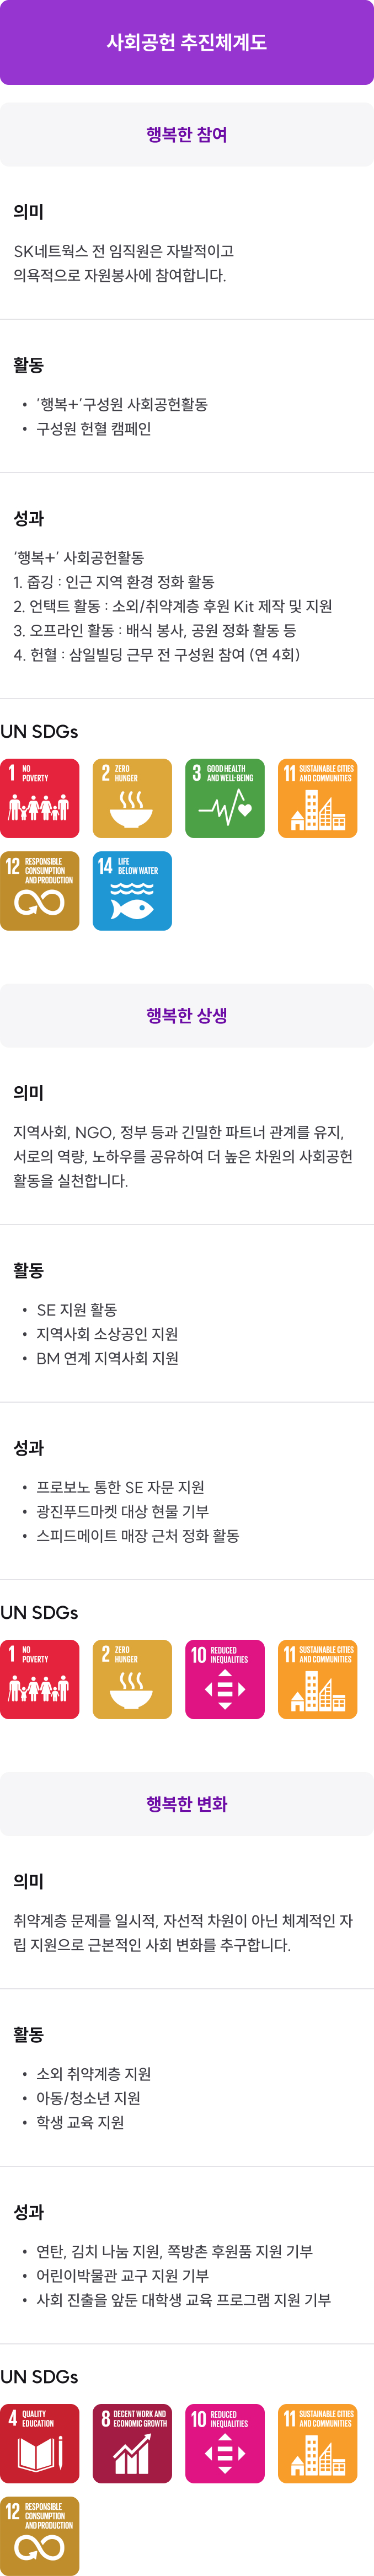 사회공헌 추진체계도
행복한 참여
의미
SK네트웍스 전 임직원은 자발적이고
의욕적으로 자원봉사에 참여합니다.
활동
• ‘행복+’구성원 사회공헌활동
• 구성원 헌혈 캠페인
성과
‘행복+’ 사회공헌활동
1. 줍깅 : 인근 지역 환경 정화 활동
2. 언택트 활동 : 소외/취약계층 후원 Kit 제작 및 지원
3. 오프라인 활동 : 배식 봉사, 공원 정화 활동 등
4. 헌혈 : 삼일빌딩 근무 전 구성원 참여 (연 4회)
UN SDGs
1 NO POVERTY
2 ZERO HUNGER
3 GOOD HEALTH AND WELL-BEING
11 SUSTAINABLE CITIES AND COMMUNITIES
12 RESPONSIBLE CONSUMPTION AND PRODUCTION
14 LIFE BELOW WATER
행복한 상생
의미
지역사회, NGO, 정부 등과 긴밀한 파트너 관계를 유지,
서로의 역량, 노하우를 공유하여 더 높은 차원의 사회공헌
활동을 실천합니다.
활동
• SE 지원 활동
• 지역사회 소상공인 지원
• BM 연계 지역사회 지원
성과
• 프로보노 통한 SE 자문 지원
• 광진푸드마켓 대상 현물 기부
• 스피드메이트 매장 근처 정화 활동
UN SDGs
1 NO POVERTY
2 ZERO HUNGER
10 REDUCED INEQUALITIES
11 SUSTAINABLE CITIES AND COMMUNITIES
행복한 변화
의미
취약계층 문제를 일시적, 자선적 차원이 아닌 체계적인 자
립 지원으로 근본적인 사회 변화를 추구합니다.
활동
• 소외 취약계층 지원
• 아동/청소년 지원
• 학생 교육 지원
성과
• 연탄, 김치 나눔 지원, 쪽방촌 후원품 지원 기부
• 어린이박물관 교구 지원 기부
• 사회 진출을 앞둔 대학생 교육 프로그램 지원 기부
UN SDGs
4 QUALITY EDUCATION
8 DECENT WORK AND ECONOMIC GROWTH
10 REDUCED INEQUALITIES
11 SUSTAINABLE CITIES AND COMMUNITIES
12 RESPONSIBLE CONSUMPTION AND PRODUCTION